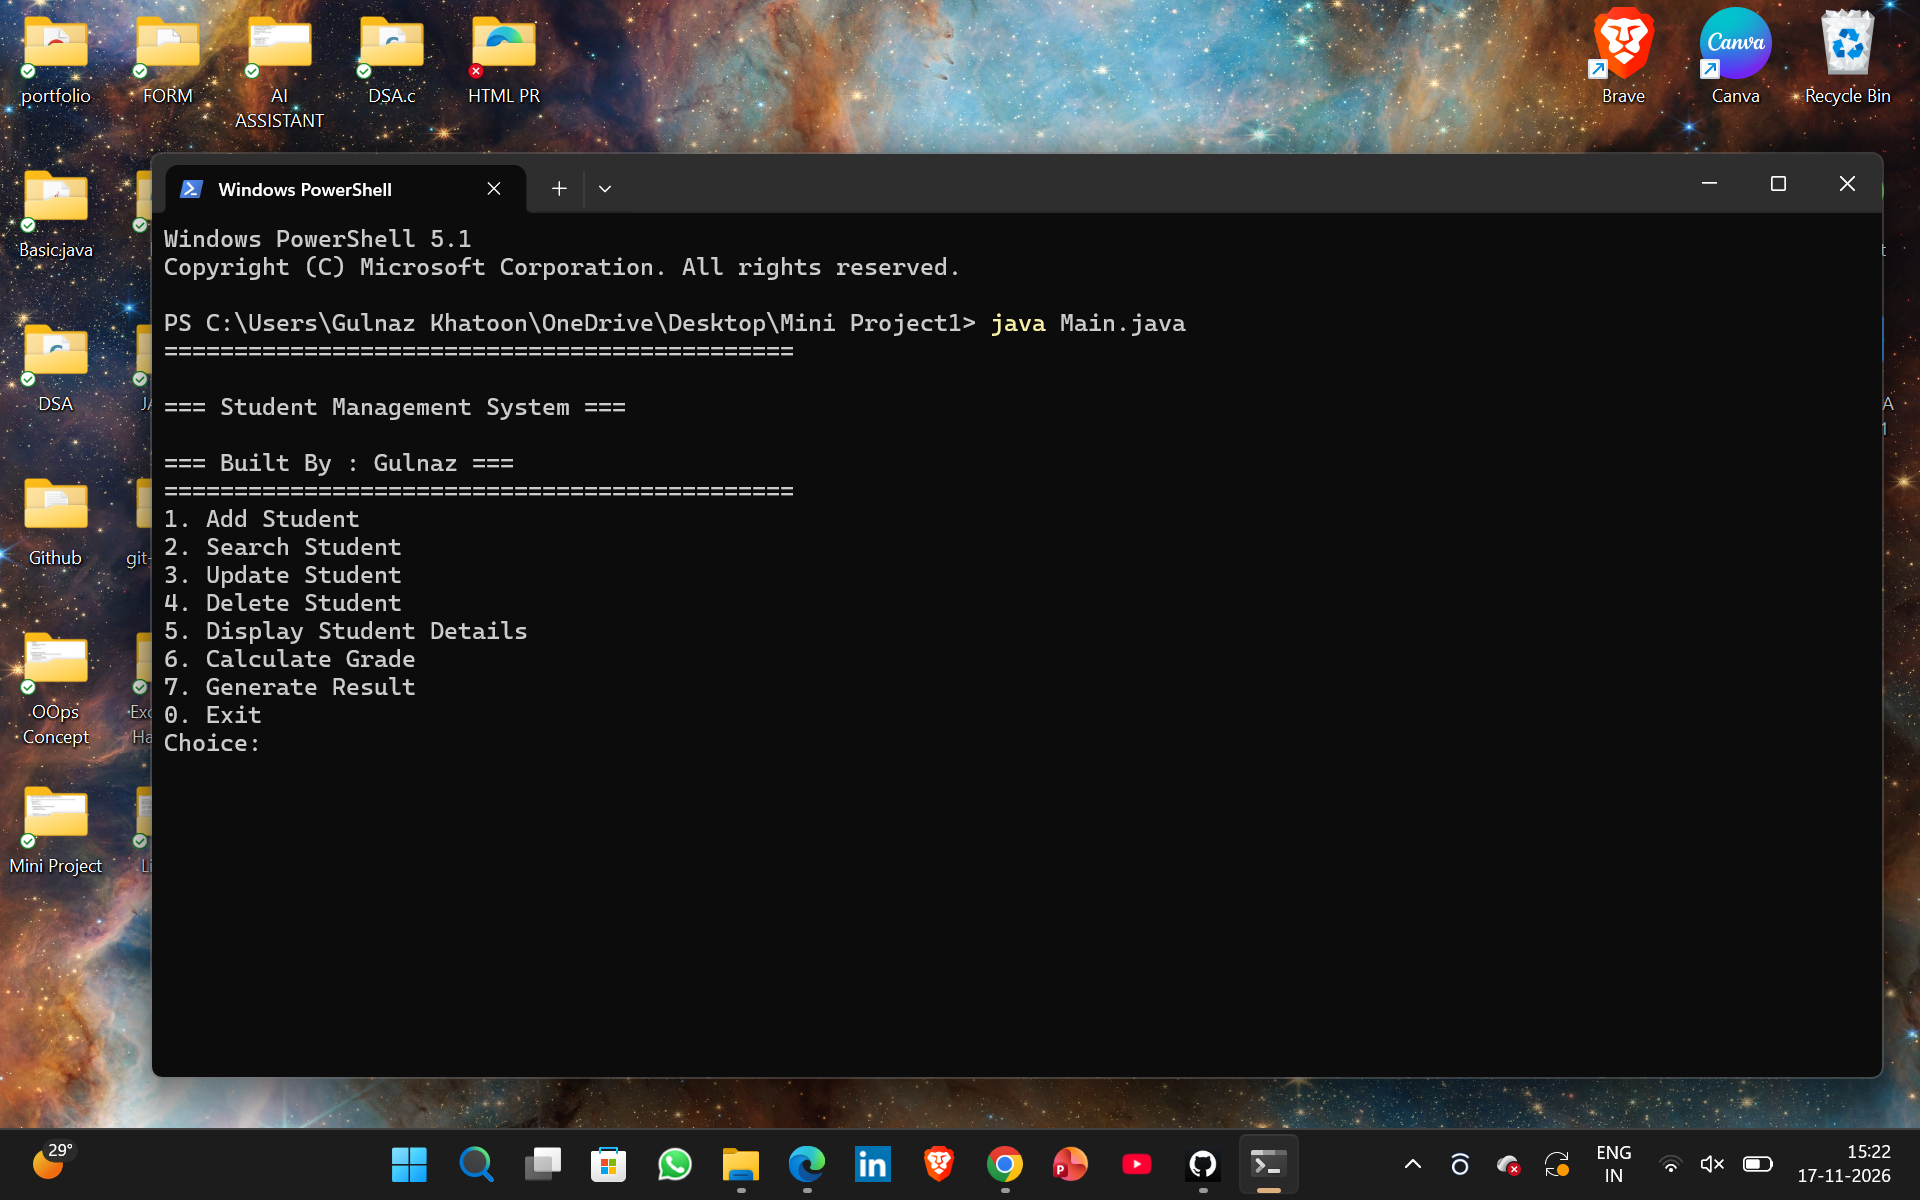 portfolio
FORM
AI
ASSISTANT
DSA.c
HTML PR
Brave
Canva
Canva
Recycle Bin
Basic.java
DSA
Github
git-
OOps
Concept
Mini Project
Windows PowerShell
Windows PowerShell 5.1
Copyright (C) Microsoft Corporation. All rights reserved.
PS C:\Users\Gulnaz Khatoon\OneDrive\Desktop\Mini Project1> java Main.java
=============================================
=== Student Management System ===
=== Built By : Gulnaz ===
=============================================
1. Add Student
2. Search Student
3. Update Student
4. Delete Student
5. Display Student Details
6. Calculate Grade
7. Generate Result
0. Exit
Choice:
29°
ENG
IN
15:22
17-11-2026